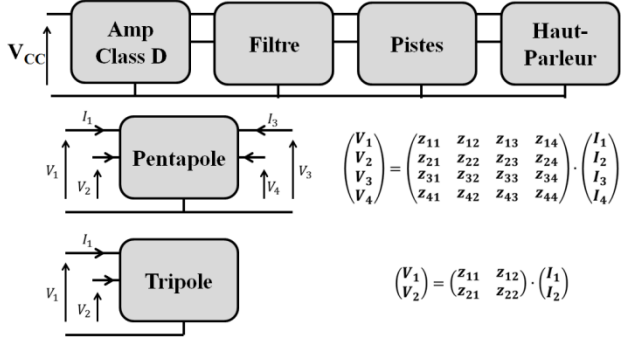 V_CC
Amp Class D
Filtre
Pistes
Haut-Parleur
I_1
I_3
V_1
V_2
Pentapole
V_4
V_3
(V_1 V_2 V_3 V_4) = (z_11 z_12 z_13 z_14
z_21 z_22 z_23 z_24
z_31 z_32 z_33 z_34
z_41 z_42 z_43 z_44) · (I_1 I_2 I_3 I_4)
I_1
V_1
V_2
Tripole
(V_1 V_2) = (z_11 z_12
z_21 z_22) · (I_1 I_2)